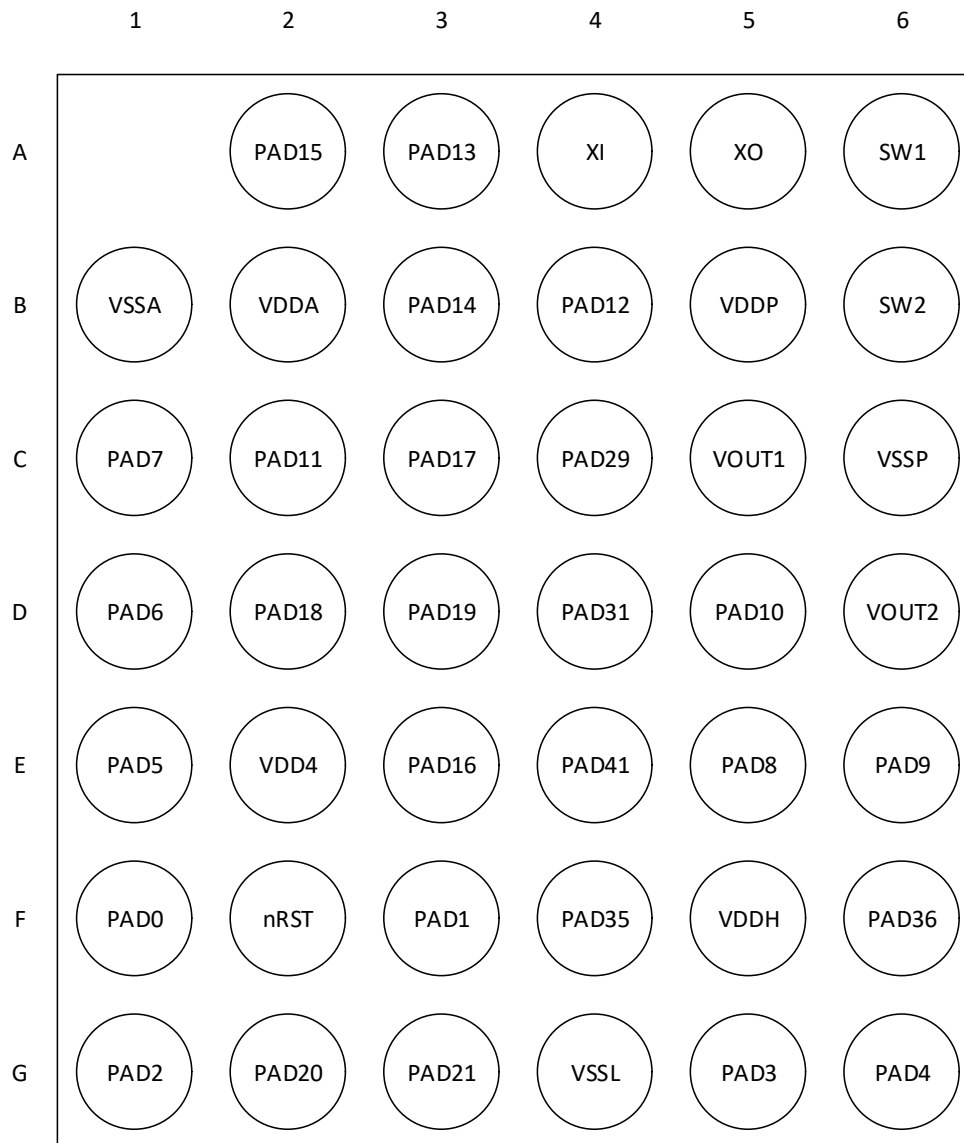 1 2 3 4 5 6
A PAD15 PAD13 XI XO SW1
B VSSA VDDA PAD14 PAD12 VDDP SW2
C PAD7 PAD11 PAD17 PAD29 VOUT1 VSSP
D PAD6 PAD18 PAD19 PAD31 PAD10 VOUT2
E PAD5 VDD4 PAD16 PAD41 PAD8 PAD9
F PAD0 nRST PAD1 PAD35 VDDH PAD36
G PAD2 PAD20 PAD21 VSSL PAD3 PAD4